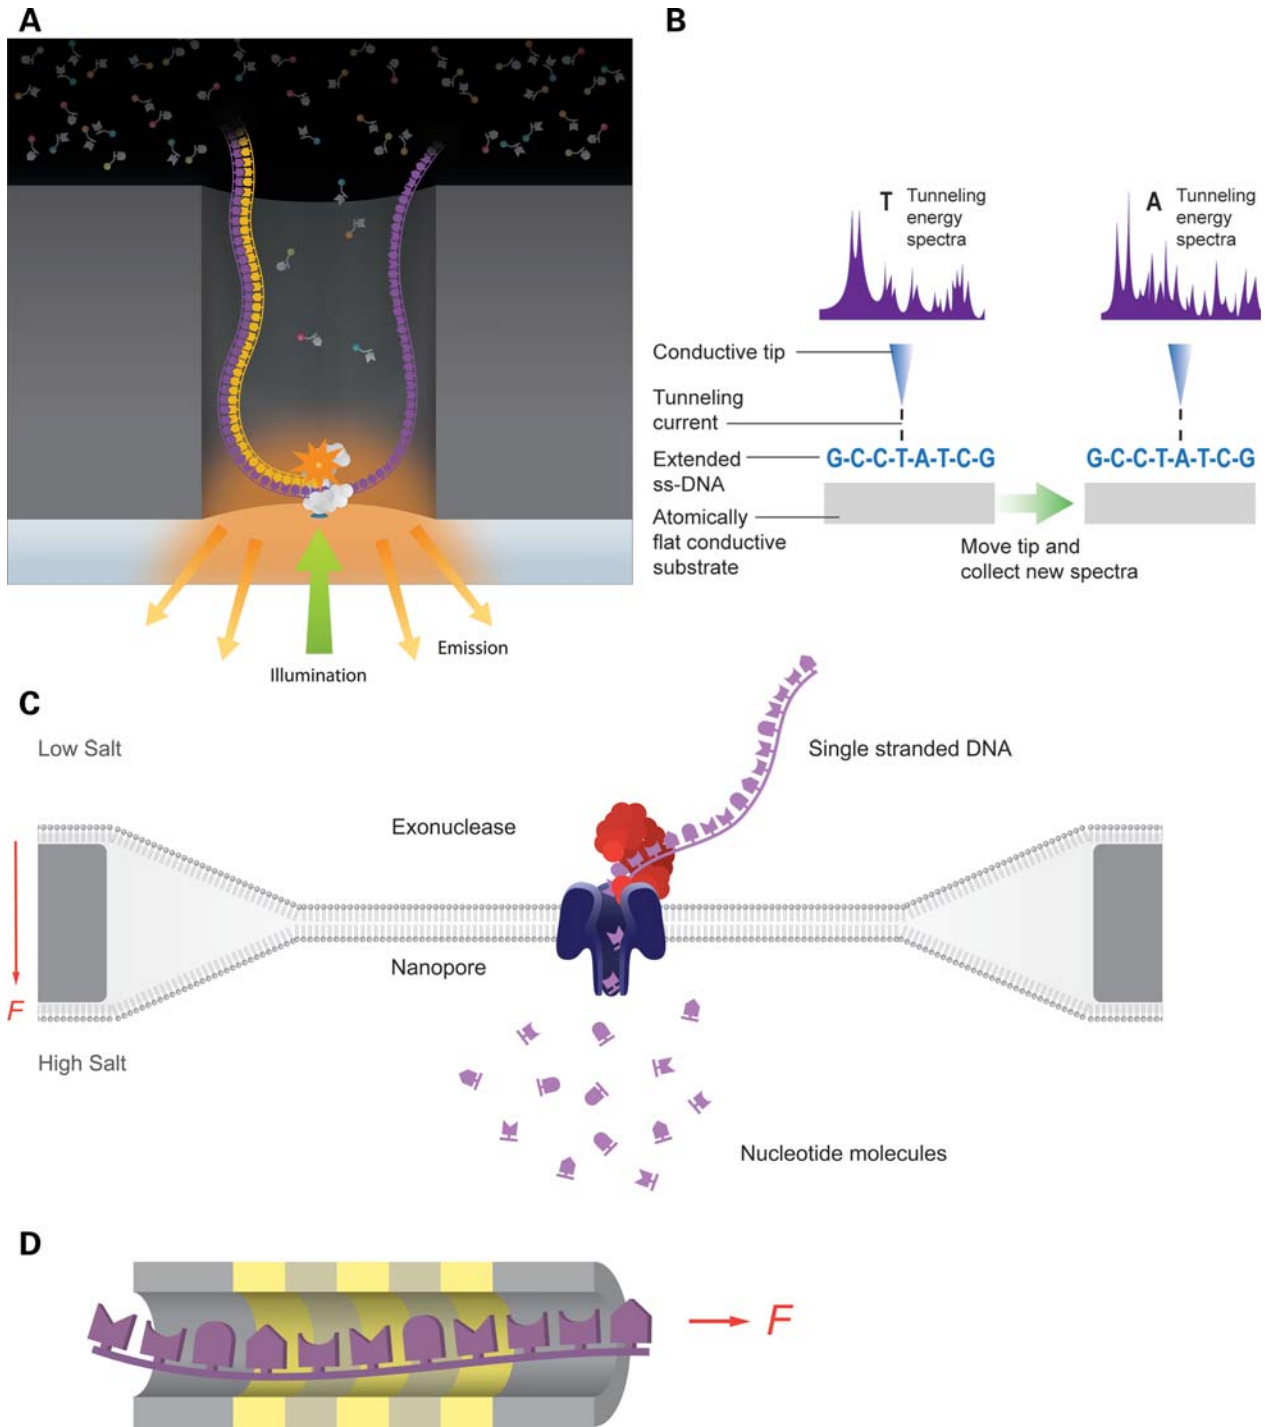 A
Illumination
Emission
B
T Tunneling
energy
spectra
A Tunneling
energy
spectra
Conductive tip
Tunneling
current
Extended
ss-DNA
G-C-C-T-A-T-C-G
G-C-C-T-A-T-C-G
Atomically
flat conductive
substrate
Move tip and
collect new spectra
C
Low Salt
Single stranded DNA
Exonuclease
Nanopore
F
High Salt
Nucleotide molecules
D
F